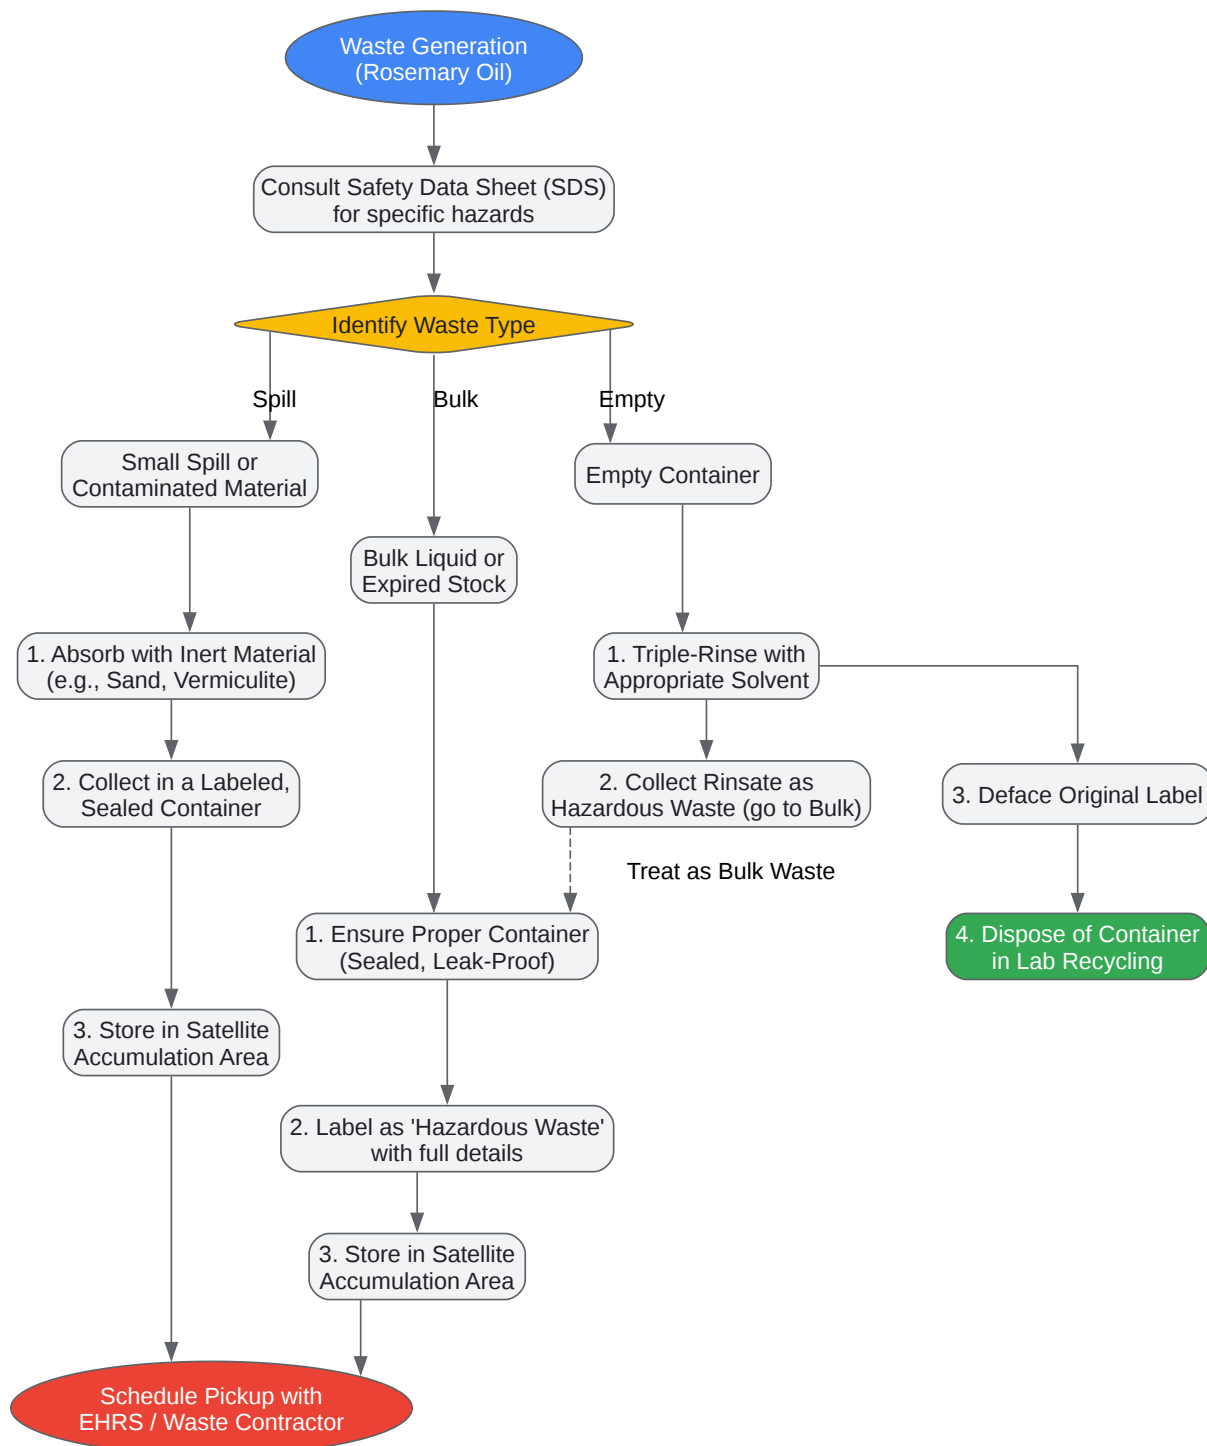 Waste Generation
(Rosemary Oil)
Consult Safety Data Sheet (SDS)
for specific hazards
Identify Waste Type
Spill
Bulk
Empty
Small Spill or
Contaminated Material
Empty Container
Bulk Liquid or
Expired Stock
1. Absorb with Inert Material
(e.g., Sand, Vermiculite)
1. Triple-Rinse with
Appropriate Solvent
2. Collect in a Labeled,
Sealed Container
2. Collect Rinsate as
Hazardous Waste (go to Bulk)
3. Deface Original Label
Treat as Bulk Waste
1. Ensure Proper Container
(Sealed, Leak-Proof)
4. Dispose of Container
in Lab Recycling
3. Store in Satellite
Accumulation Area
2. Label as 'Hazardous Waste'
with full details
3. Store in Satellite
Accumulation Area
Schedule Pickup with
EHRS / Waste Contractor